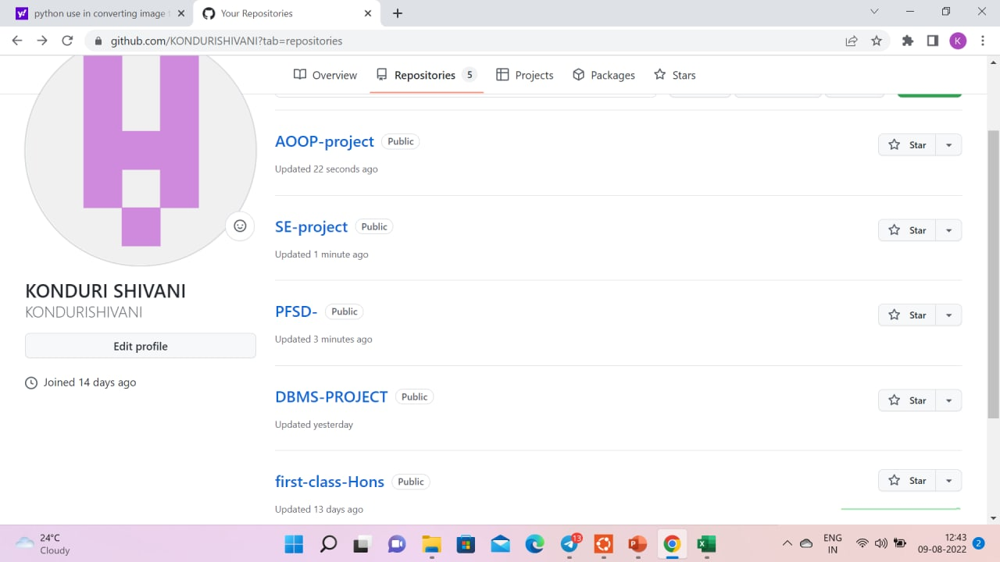 python use in converting image t
Your Repositories
github.com/KONDURISHIVANI?tab=repositories
K
Overview
Repositories 5
Projects
Packages
Stars
AOOP-project Public
Star
Updated 22 seconds ago
SE-project Public
Star
Updated 1 minute ago
KONDURI SHIVANI
KONDURISHIVANI
Edit profile
Joined 14 days ago
PFSD- Public
Star
Updated 3 minutes ago
DBMS-PROJECT Public
Star
Updated yesterday
first-class-Hons Public
Star
Updated 13 days ago
24°C
Cloudy
13
ENG
IN
12:43
09-08-2022
2